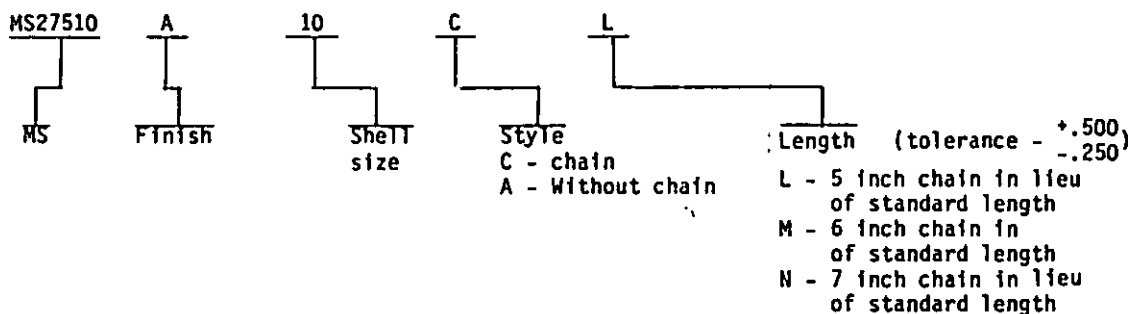 MS27510 A 10 C L
MS Finish Shell Style Length (tolerance - +.500
-.250)
size C - chain
A - Without chain
L - 5 inch chain in lieu
of standard length
M - 6 inch chain in
of standard length
N - 7 inch chain in lieu
of standard length